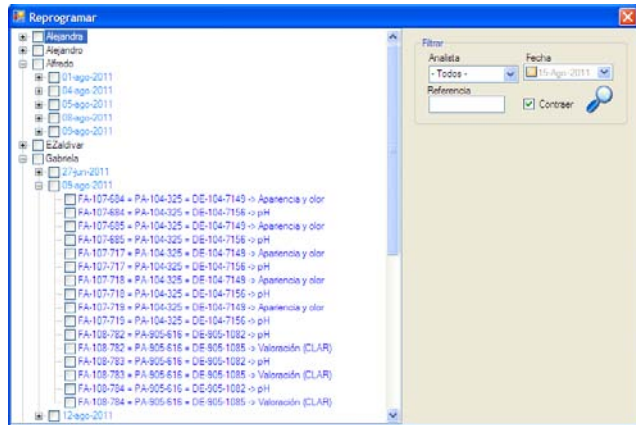 Reprogramar
Alejandra
Alejandro
Alfredo
01-ago-2011
04-ago-2011
05-ago-2011
08-ago-2011
09-ago-2011
EZaldivar
Gabriela
27-jun-2011
09-ago-2011
FA-107-684 = PA-104-325 = DE-104-7149 -> Apariencia y olor
FA-107-684 = PA-104-325 = DE-104-7156 -> pH
FA-107-685 = PA-104-325 = DE-104-7149 -> Apariencia y olor
FA-107-685 = PA-104-325 = DE-104-7156 -> pH
FA-107-717 = PA-104-325 = DE-104-7149 -> Apariencia y olor
FA-107-717 = PA-104-325 = DE-104-7156 -> pH
FA-107-718 = PA-104-325 = DE-104-7149 -> Apariencia y olor
FA-107-718 = PA-104-325 = DE-104-7156 -> pH
FA-107-719 = PA-104-325 = DE-104-7149 -> Apariencia y olor
FA-107-719 = PA-104-325 = DE-104-7156 -> pH
FA-108-782 = PA-905-616 = DE-905-1082 -> pH
FA-108-782 = PA-905-616 = DE-905-1085 -> Valoración (CLAR)
FA-108-783 = PA-905-616 = DE-905-1082 -> pH
FA-108-783 = PA-905-616 = DE-905-1085 -> Valoración (CLAR)
FA-108-784 = PA-905-616 = DE-905-1082 -> pH
FA-108-784 = PA-905-616 = DE-905-1085 -> Valoración (CLAR)
12-ago-2011
Filtrar
Analista Fecha
- Todos - 15-Ago-2011
Referencia
Contraer